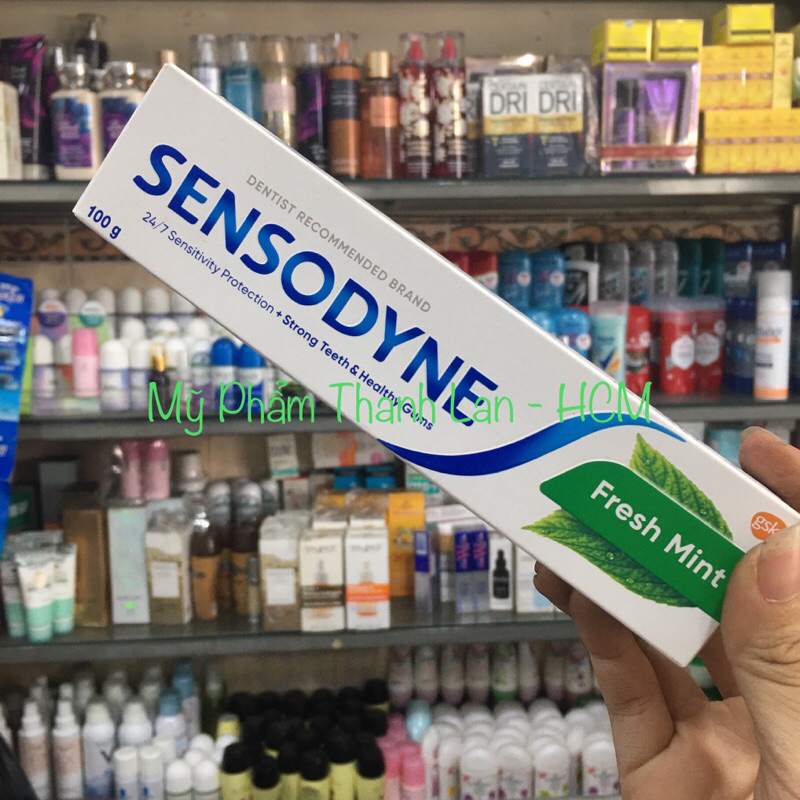 DENTIST RECOMMENDED BRAND
SENSODYNE
24/7 Sensitivity Protection + Strong Teeth & Healthy Gums
100 g
Fresh Mint
gsk
Mỹ Phẩm Thanh Lan - HCM
DRI
DRI